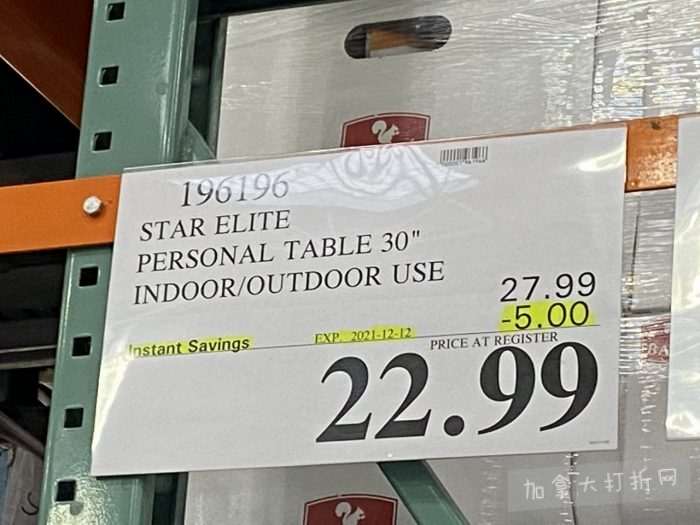 196196
STAR ELITE
PERSONAL TABLE 30"
INDOOR/OUTDOOR USE
27.99
-5.00
Instant Savings
EXP. 2021-12-12
PRICE AT REGISTER
22.99
加拿大打折网